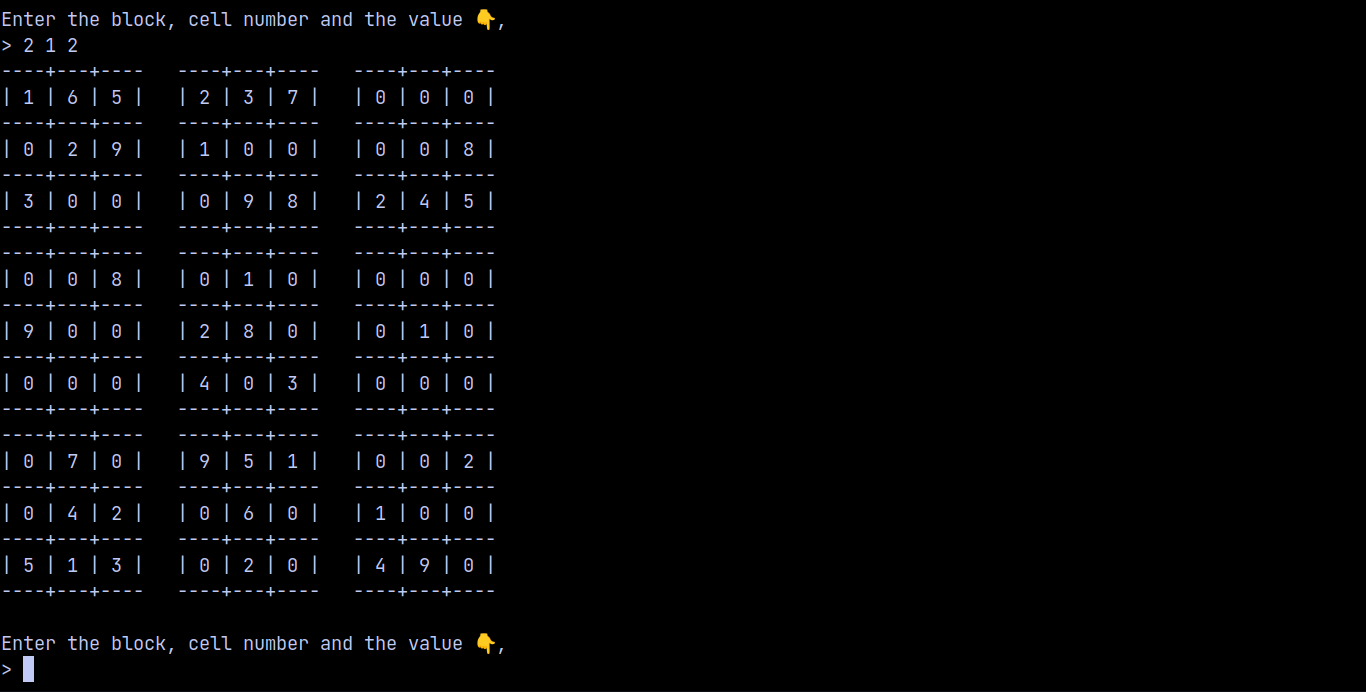 Enter the block, cell number and the value 👇,
> 2 1 2
----+---+----   ----+---+----   ----+---+----
| 1 | 6 | 5 |   | 2 | 3 | 7 |   | 0 | 0 | 0 |
----+---+----   ----+---+----   ----+---+----
| 0 | 2 | 9 |   | 1 | 0 | 0 |   | 0 | 0 | 8 |
----+---+----   ----+---+----   ----+---+----
| 3 | 0 | 0 |   | 0 | 9 | 8 |   | 2 | 4 | 5 |
----+---+----   ----+---+----   ----+---+----
----+---+----   ----+---+----   ----+---+----
| 0 | 0 | 8 |   | 0 | 1 | 0 |   | 0 | 0 | 0 |
----+---+----   ----+---+----   ----+---+----
| 9 | 0 | 0 |   | 2 | 8 | 0 |   | 0 | 1 | 0 |
----+---+----   ----+---+----   ----+---+----
| 0 | 0 | 0 |   | 4 | 0 | 3 |   | 0 | 0 | 0 |
----+---+----   ----+---+----   ----+---+----
----+---+----   ----+---+----   ----+---+----
| 0 | 7 | 0 |   | 9 | 5 | 1 |   | 0 | 0 | 2 |
----+---+----   ----+---+----   ----+---+----
| 0 | 4 | 2 |   | 0 | 6 | 0 |   | 1 | 0 | 0 |
----+---+----   ----+---+----   ----+---+----
| 5 | 1 | 3 |   | 0 | 2 | 0 |   | 4 | 9 | 0 |
----+---+----   ----+---+----   ----+---+----
Enter the block, cell number and the value 👇,
>